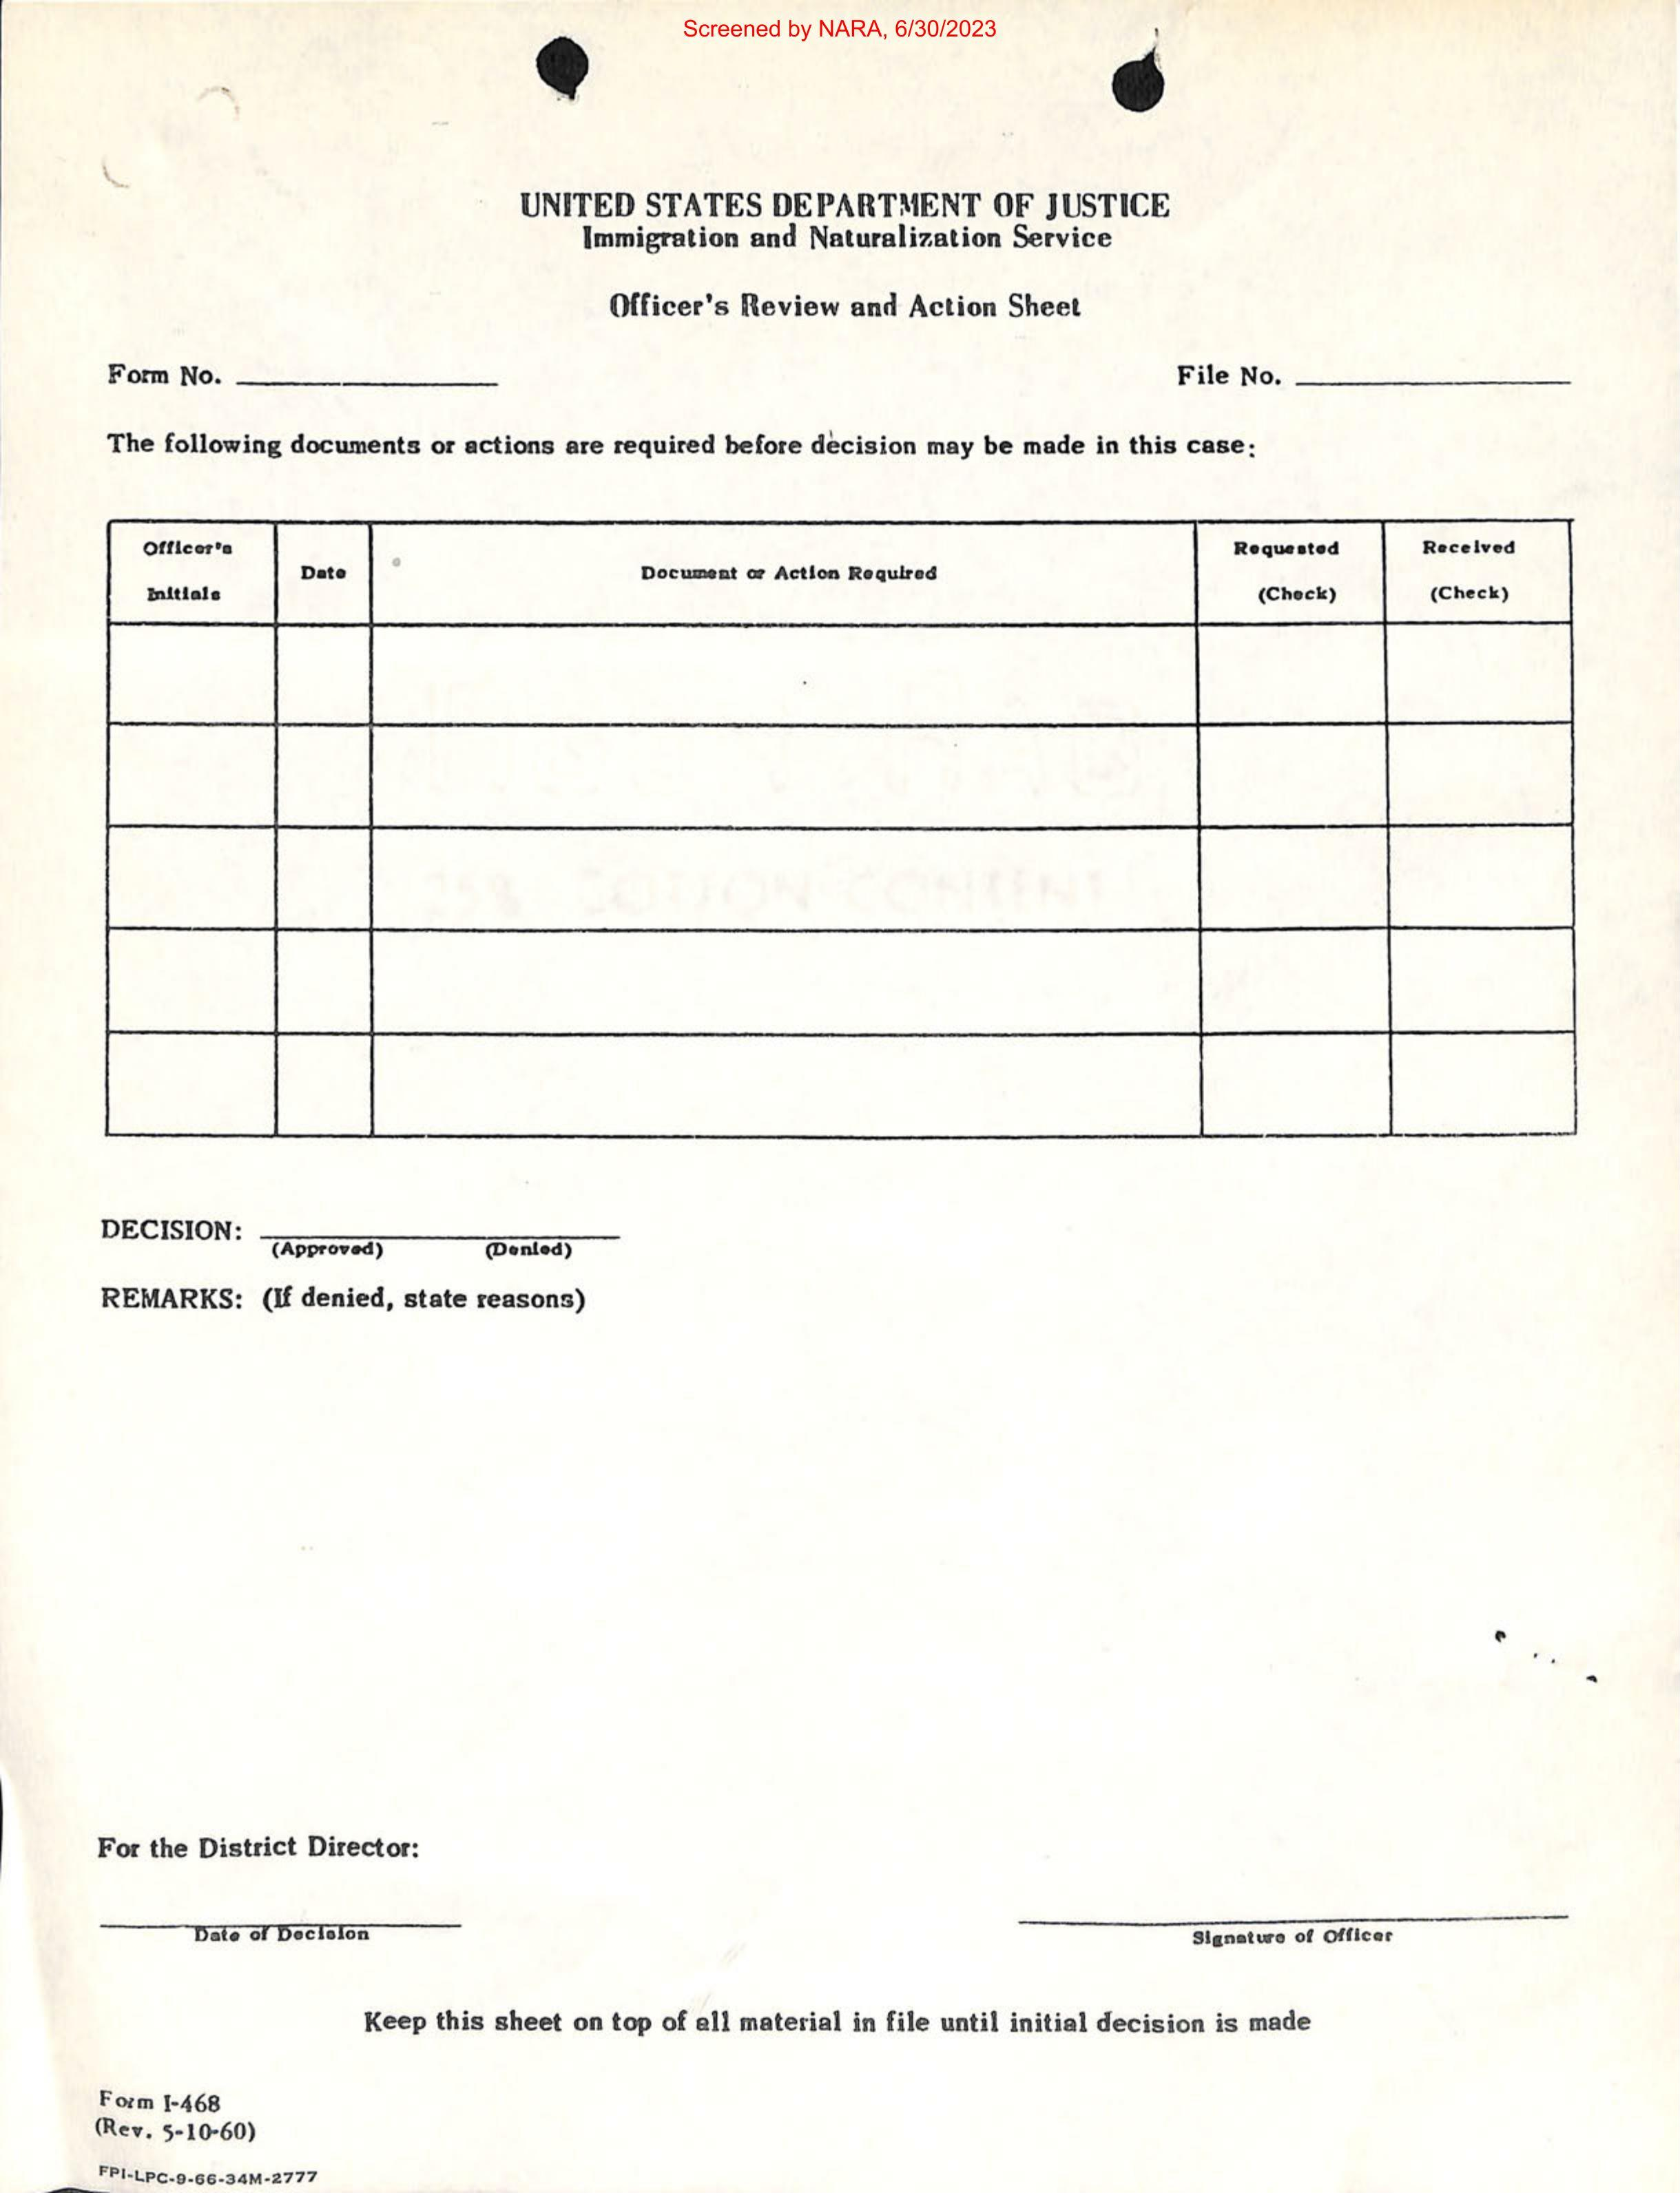 Screened by NARA, 6/30/2023
UNITED STATES DEPARTMENT OF JUSTICE
Immigration and Naturalization Service
Officer's Review and Action Sheet
Form No. File No.
The following documents or actions are required before decision may be made in this case:
Officer's Initials Date Document or Action Required Requested (Check) Received (Check)
DECISION:
(Approved) (Denied)
REMARKS: (If denied, state reasons)
For the District Director:
Date of Decision Signature of Officer
Keep this sheet on top of all material in file until initial decision is made
Form I-468
(Rev. 5-10-60)
FPI-LPC-9-66-34M-2777